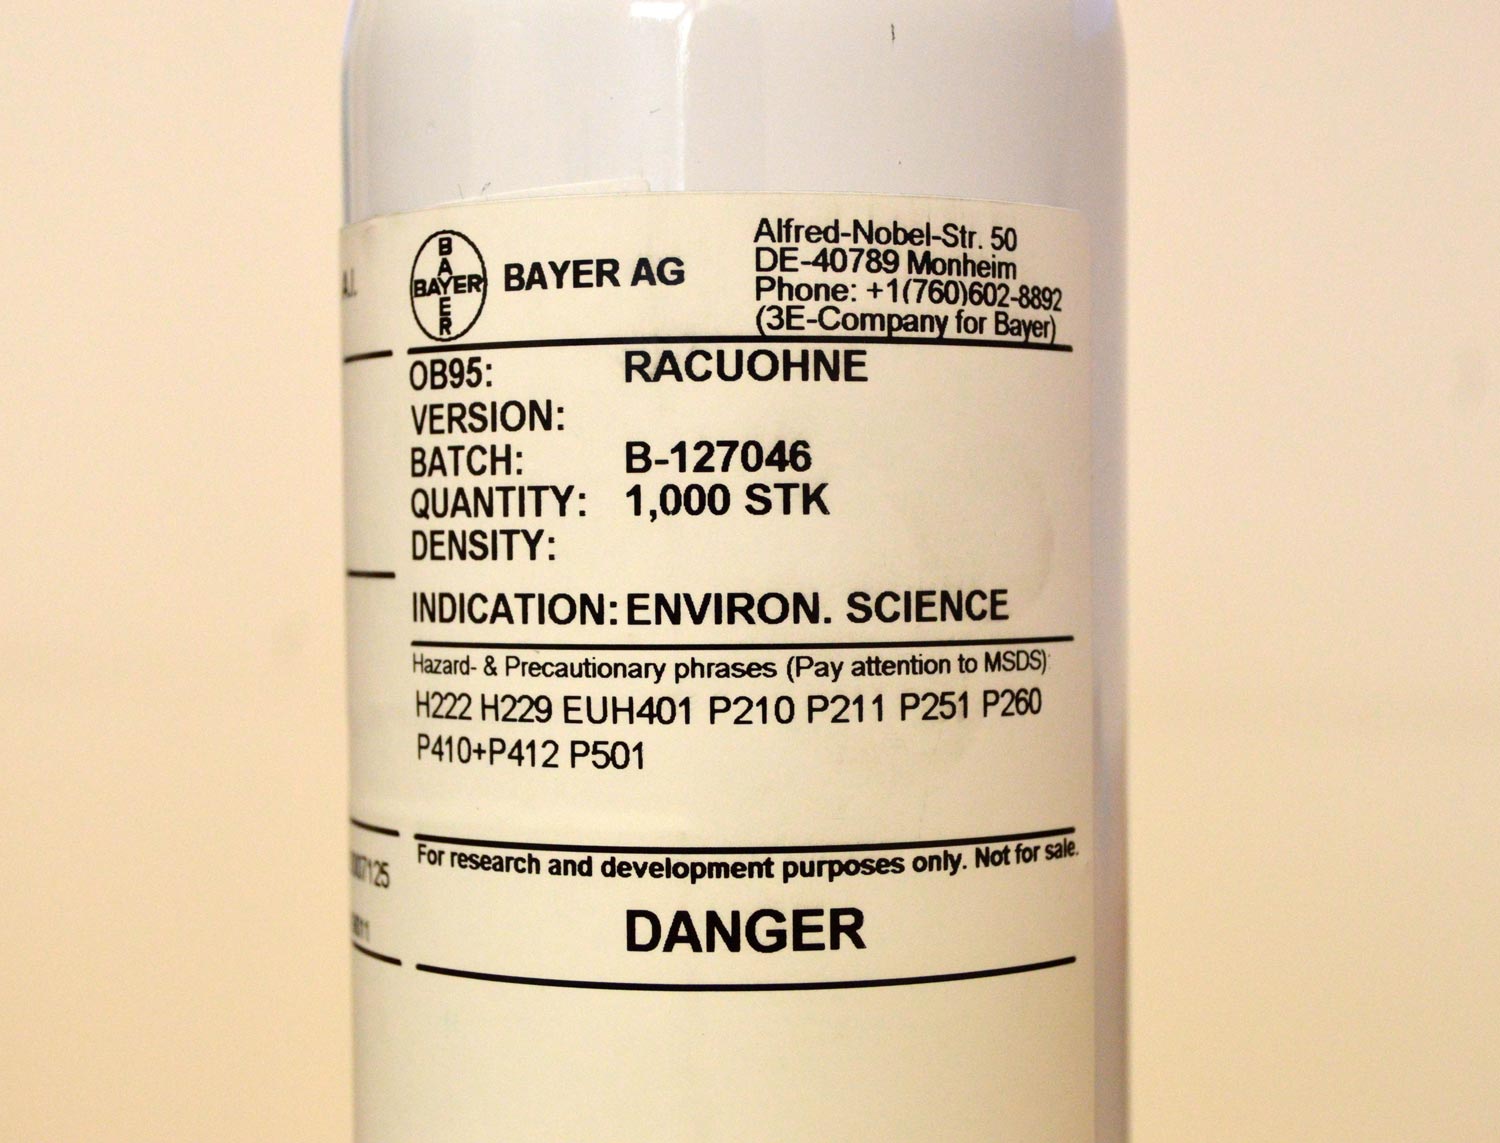 BAYER
BAYER
BAYER AG
Alfred-Nobel-Str. 50
DE-40789 Monheim
Phone: +1(760)602-8892
(3E-Company for Bayer)
OB95: RACUOHNE
VERSION:
BATCH: B-127046
QUANTITY: 1,000 STK
DENSITY:
INDICATION: ENVIRON. SCIENCE
Hazard- & Precautionary phrases (Pay attention to MSDS)
H222 H229 EUH401 P210 P211 P251 P260
P410+P412 P501
For research and development purposes only. Not for sale.
DANGER